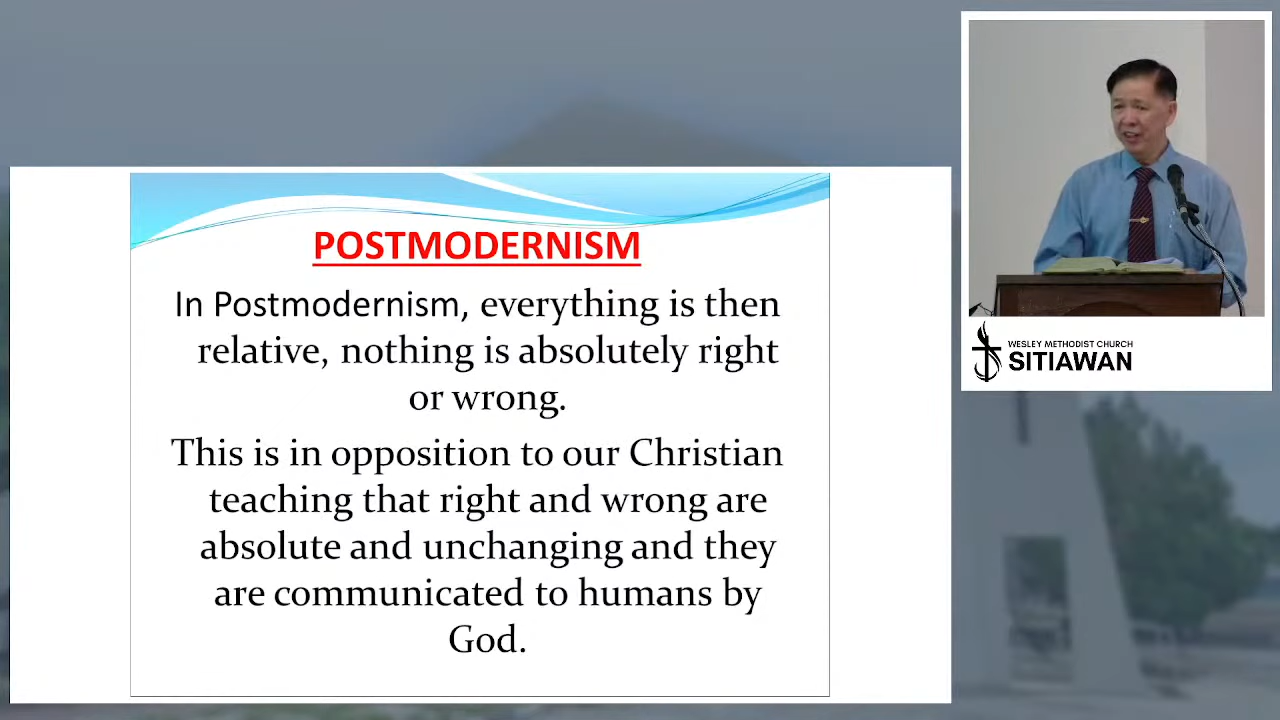 POSTMODERNISM
In Postmodernism, everything is then
relative, nothing is absolutely right
or wrong.
This is in opposition to our Christian
teaching that right and wrong are
absolute and unchanging and they
are communicated to humans by
God.
WESLEY METHODIST CHURCH
SITIAWAN